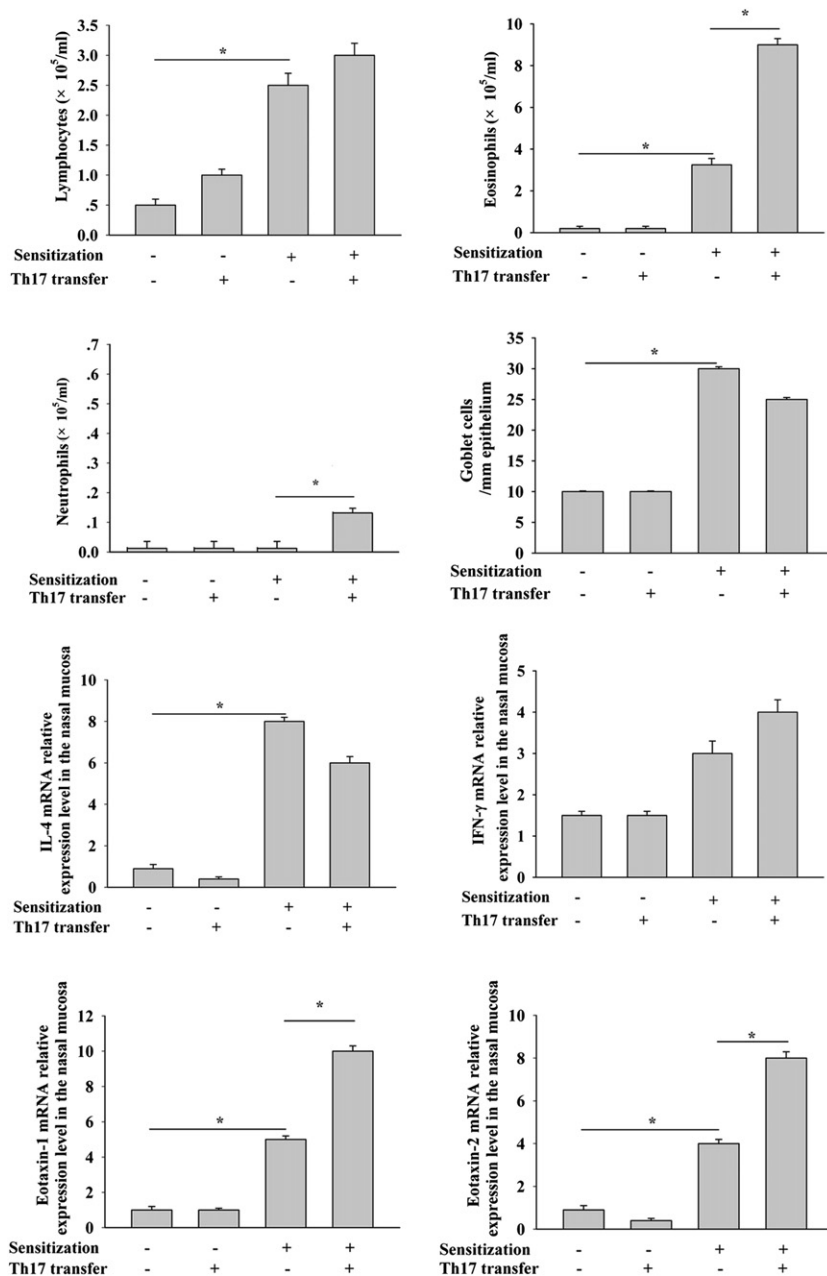 Lymphocytes (× 10⁵/ml)
3.5
3.0
2.5
2.0
1.5
1.0
.5
0.0
*
Sensitization - - + +
Th17 transfer - + - +
Eosinophils (× 10⁵/ml)
10
8
6
4
2
0
*
*
Sensitization - - + +
Th17 transfer - + - +
Neutrophils (× 10⁵/ml)
.7
.5
.3
.2
.1
0.0
*
Sensitization - - + +
Th17 transfer - + - +
Goblet cells
/mm epithelium
35
30
25
20
15
10
5
0
*
Sensitization - - + +
Th17 transfer - + - +
IL-4 mRNA relative
expression level in the nasal mucosa
10
8
6
4
2
0
*
Sensitization - - + +
Th17 transfer - + - +
IFN-γ mRNA relative
expression level in the nasal mucosa
5
4
3
2
1
0
Sensitization - - + +
Th17 transfer - + - +
Eotaxin-1 mRNA relative
expression level in the nasal mucosa
12
10
8
6
4
2
0
*
*
Sensitization - - + +
Th17 transfer - + - +
Eotaxin-2 mRNA relative
expression level in the nasal mucosa
10
8
6
4
2
0
*
*
Sensitization - - + +
Th17 transfer - + - +